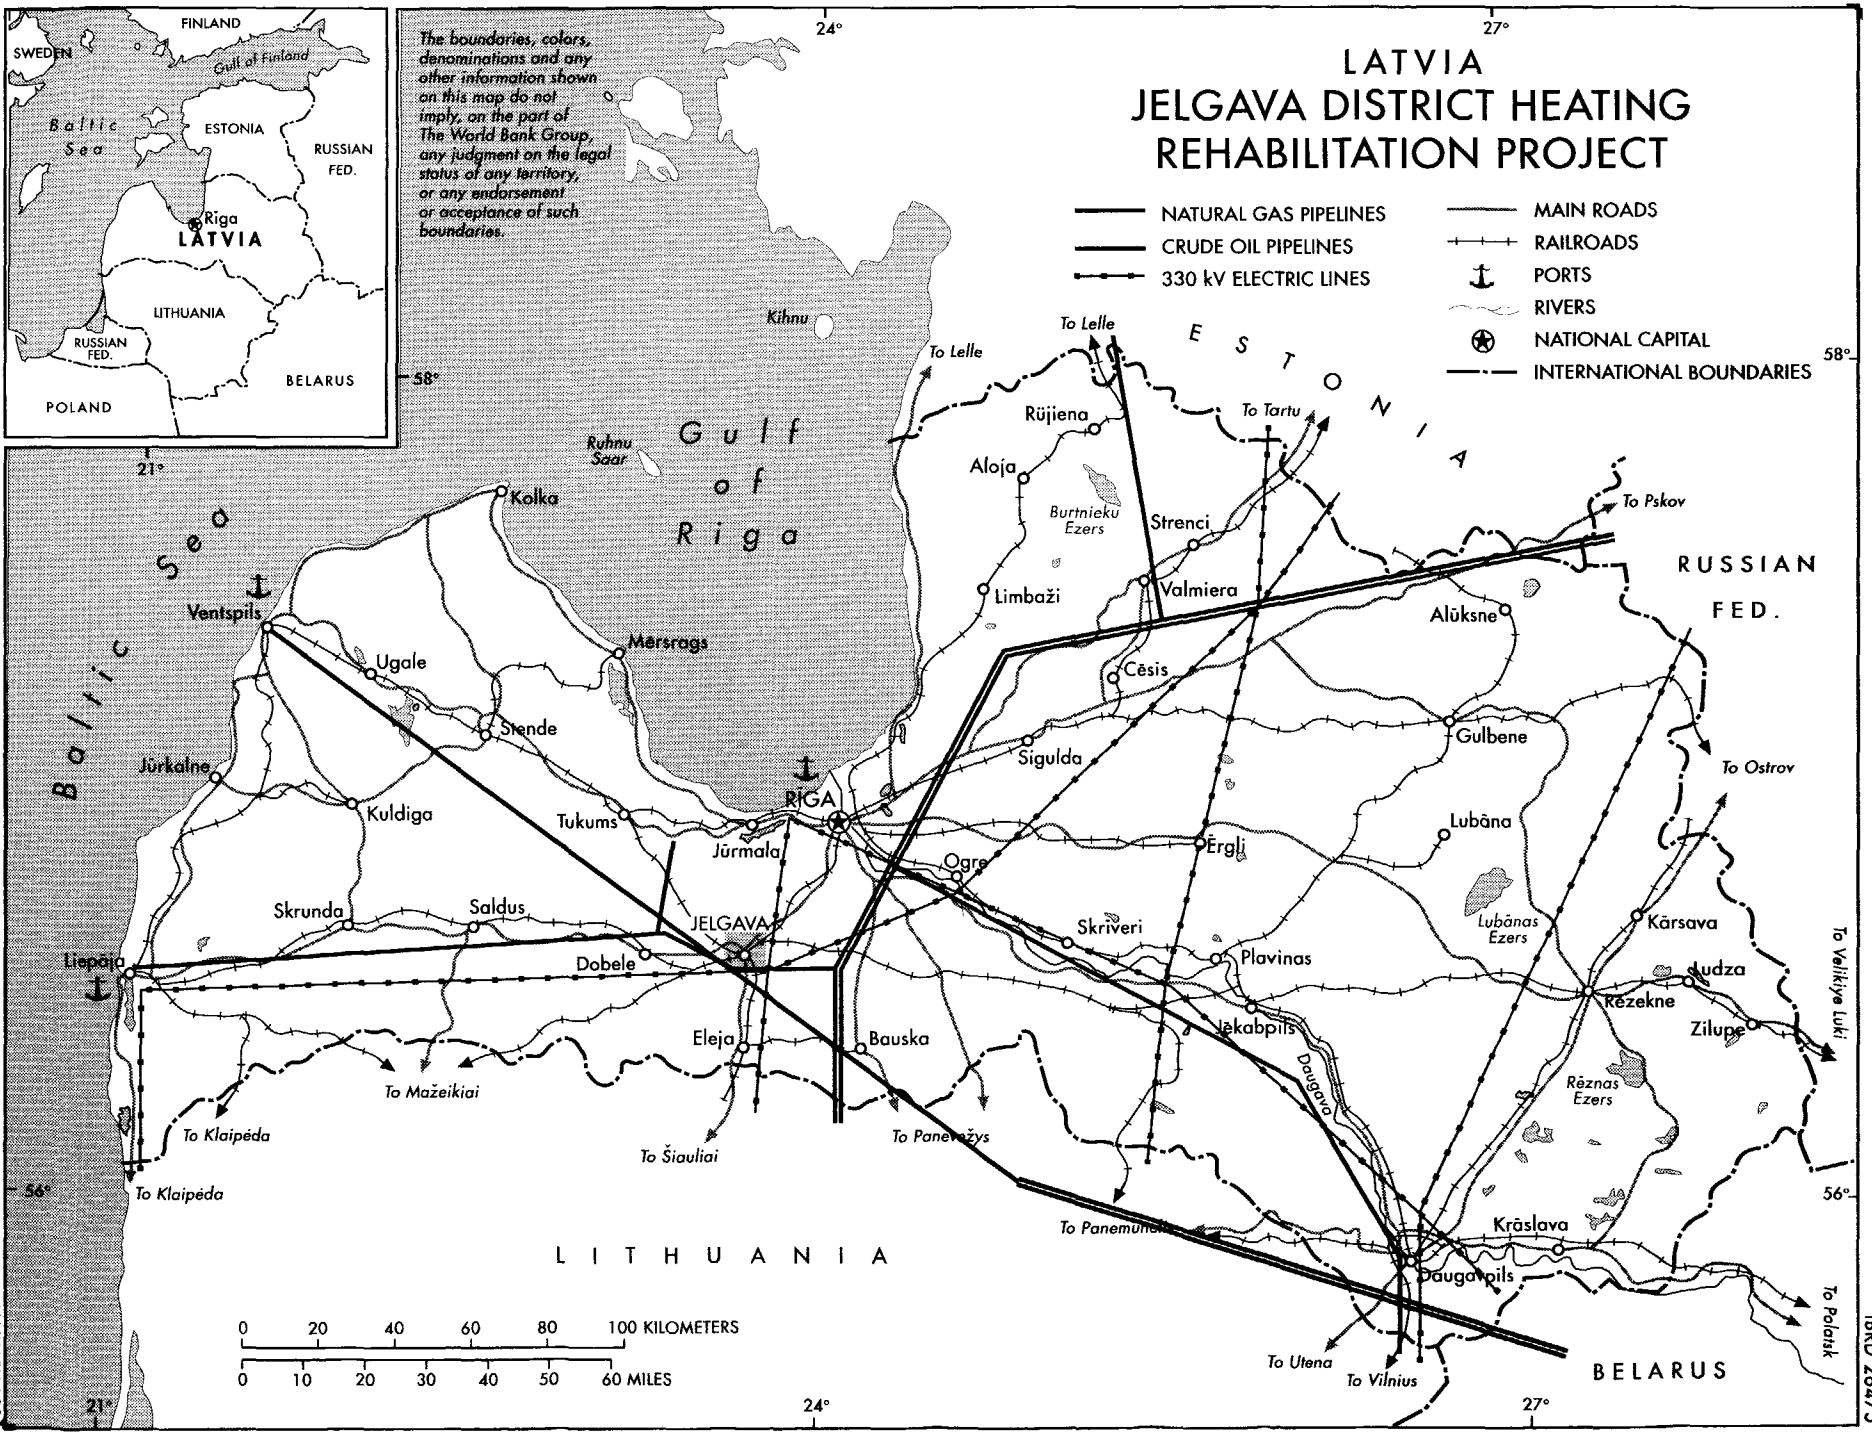 FINLAND
SWEDEN
Gulf of Finland
Baltic
Sea
ESTONIA
RUSSIAN
FED.
Rīga
LATVIA
LITHUANIA
RUSSIAN
FED.
BELARUS
POLAND
The boundaries, colors,
denominations and any
other information shown
on this map do not
imply, on the part of
The World Bank Group,
any judgment on the legal
status of any territory,
or any endorsement
or acceptance of such
boundaries.
24°
27°
LATVIA
JELGAVA DISTRICT HEATING
REHABILITATION PROJECT
NATURAL GAS PIPELINES
CRUDE OIL PIPELINES
330 kV ELECTRIC LINES
MAIN ROADS
RAILROADS
PORTS
RIVERS
NATIONAL CAPITAL
INTERNATIONAL BOUNDARIES
Kihnu
To Lelle
To Lelle
ESTONIA
58°
58°
Rūjiena
To Tartu
21°
Ruhnu
Saar
Gulf
of
Riga
Aloja
Burtnieku
Ezers
Strenci
To Pskov
Kolka
Baltic Sea
RUSSIAN
FED.
Ventspils
Limbaži
Valmiera
Alūksne
Mērsrags
Ugale
Cēsis
Stende
Gulbene
Sigulda
Jūrkalne
To Ostrov
Kuldiga
RĪGA
Tukums
Jūrmala
Lubāna
Ērgļi
Ogre
Skrunda
Saldus
JELGAVA
Skrīveri
Lubānas
Ezers
Kārsava
To Velikiye Luki
Liepāja
Dobele
Plavinas
Ludza
Rēzekne
Jēkabpils
Zilupe
Eleja
Bauska
Daugava
Rēznas
Ezers
To Mažeikiai
To Klaipéda
To Šiauliai
To Panevežys
56°
To Klaipéda
56°
LITHUANIA
Krāslava
Daugavpils
To Polatsk
0 20 40 60 80 100 KILOMETERS
0 10 20 30 40 50 60 MILES
To Utena
To Vilnius
BELARUS
21°
24°
27°